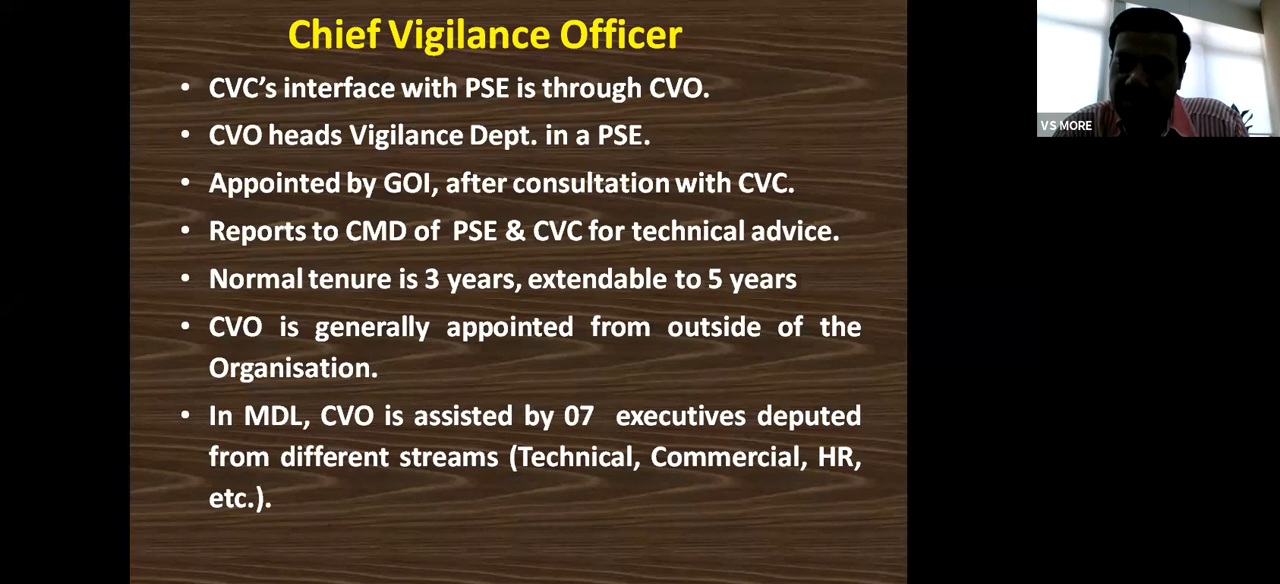 Chief Vigilance Officer
• CVC's interface with PSE is through CVO.
• CVO heads Vigilance Dept. in a PSE.
• Appointed by GOI, after consultation with CVC.
• Reports to CMD of PSE & CVC for technical advice.
• Normal tenure is 3 years, extendable to 5 years
• CVO is generally appointed from outside of the
Organisation.
• In MDL, CVO is assisted by 07 executives deputed
from different streams (Technical, Commercial, HR,
etc.).
V S MORE